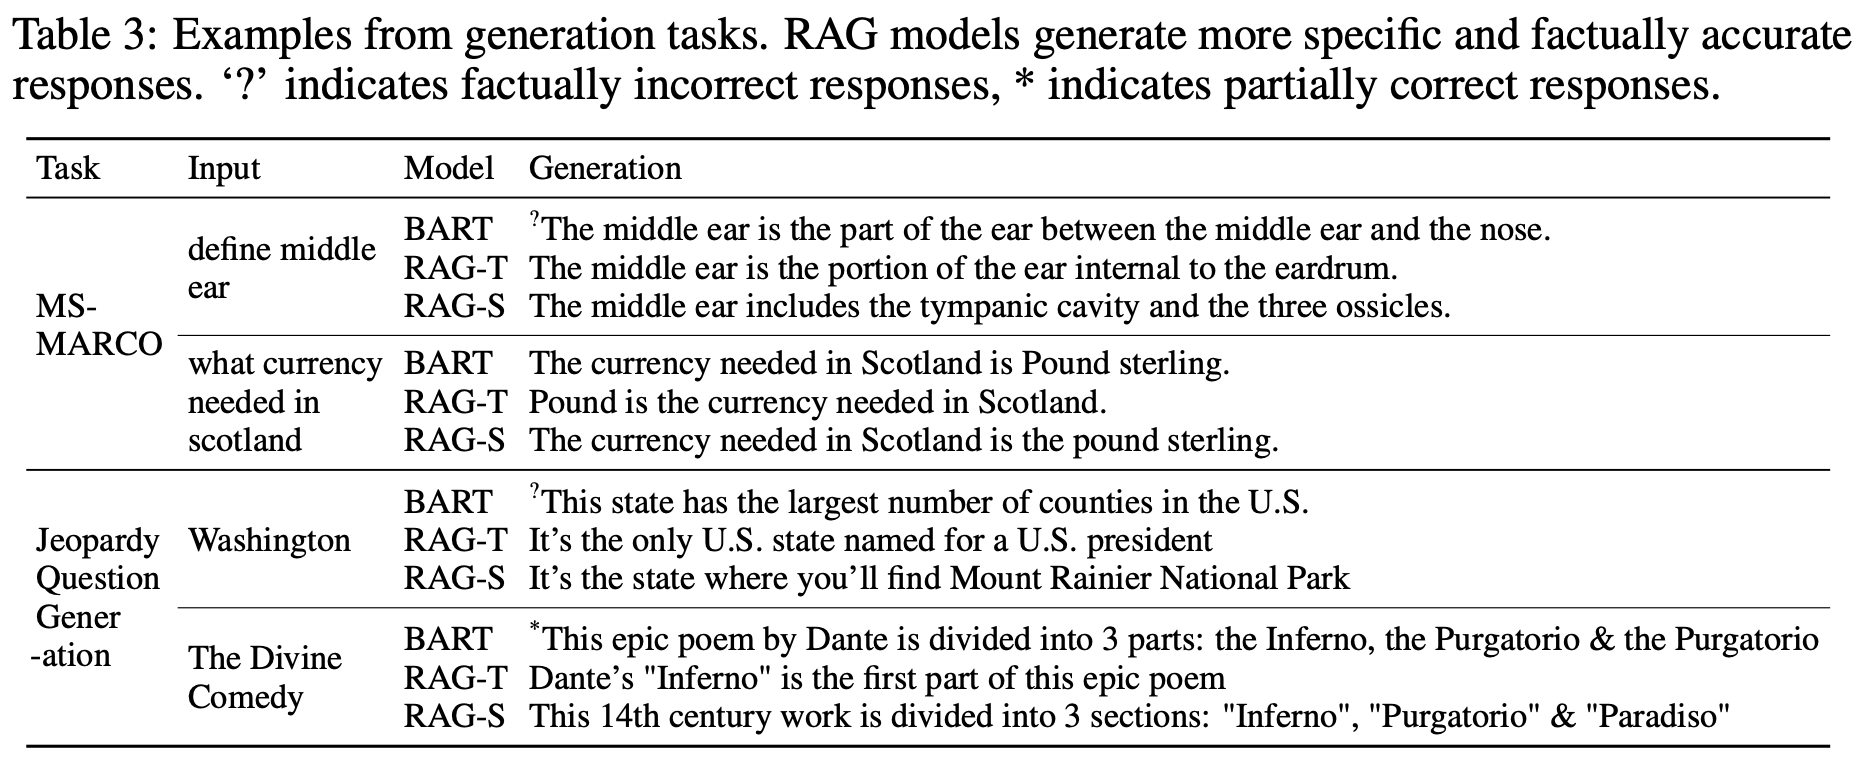 Table 3: Examples from generation tasks. RAG models generate more specific and factually accurate
responses. ‘?’ indicates factually incorrect responses, * indicates partially correct responses.
Task Input Model Generation
MS-
MARCO
define middle
ear
BART ?The middle ear is the part of the ear between the middle ear and the nose.
RAG-T The middle ear is the portion of the ear internal to the eardrum.
RAG-S The middle ear includes the tympanic cavity and the three ossicles.
what currency
needed in
scotland
BART The currency needed in Scotland is Pound sterling.
RAG-T Pound is the currency needed in Scotland.
RAG-S The currency needed in Scotland is the pound sterling.
Jeopardy
Question
Gener
-ation
Washington
BART ?This state has the largest number of counties in the U.S.
RAG-T It’s the only U.S. state named for a U.S. president
RAG-S It’s the state where you’ll find Mount Rainier National Park
The Divine
Comedy
BART *This epic poem by Dante is divided into 3 parts: the Inferno, the Purgatorio & the Purgatorio
RAG-T Dante’s "Inferno" is the first part of this epic poem
RAG-S This 14th century work is divided into 3 sections: "Inferno", "Purgatorio" & "Paradiso"